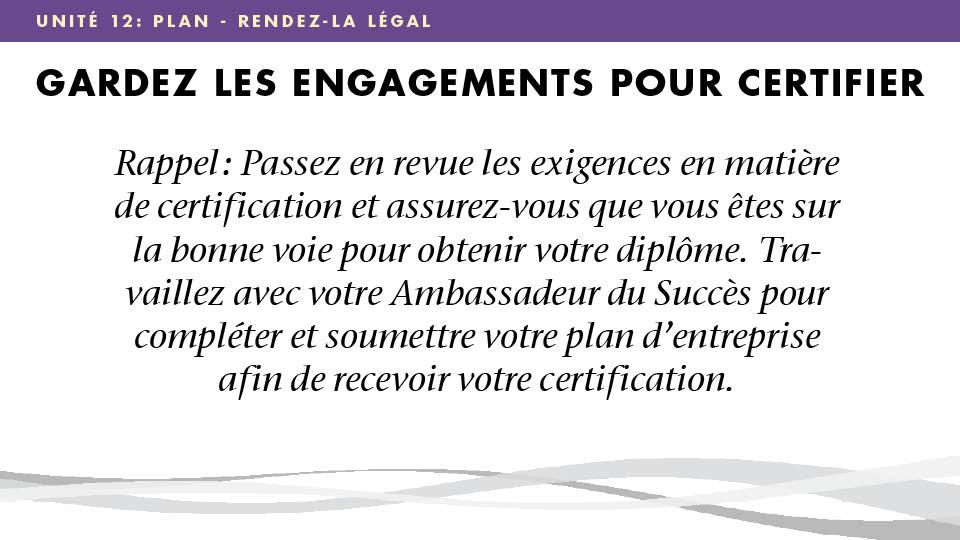 UNITÉ 12: PLAN - RENDEZ-LA LÉGAL
GARDEZ LES ENGAGEMENTS POUR CERTIFIER
Rappel : Passez en revue les exigences en matière
de certification et assurez-vous que vous êtes sur
la bonne voie pour obtenir votre diplôme. Tra-
vaillez avec votre Ambassadeur du Succès pour
compléter et soumettre votre plan d’entreprise
afin de recevoir votre certification.